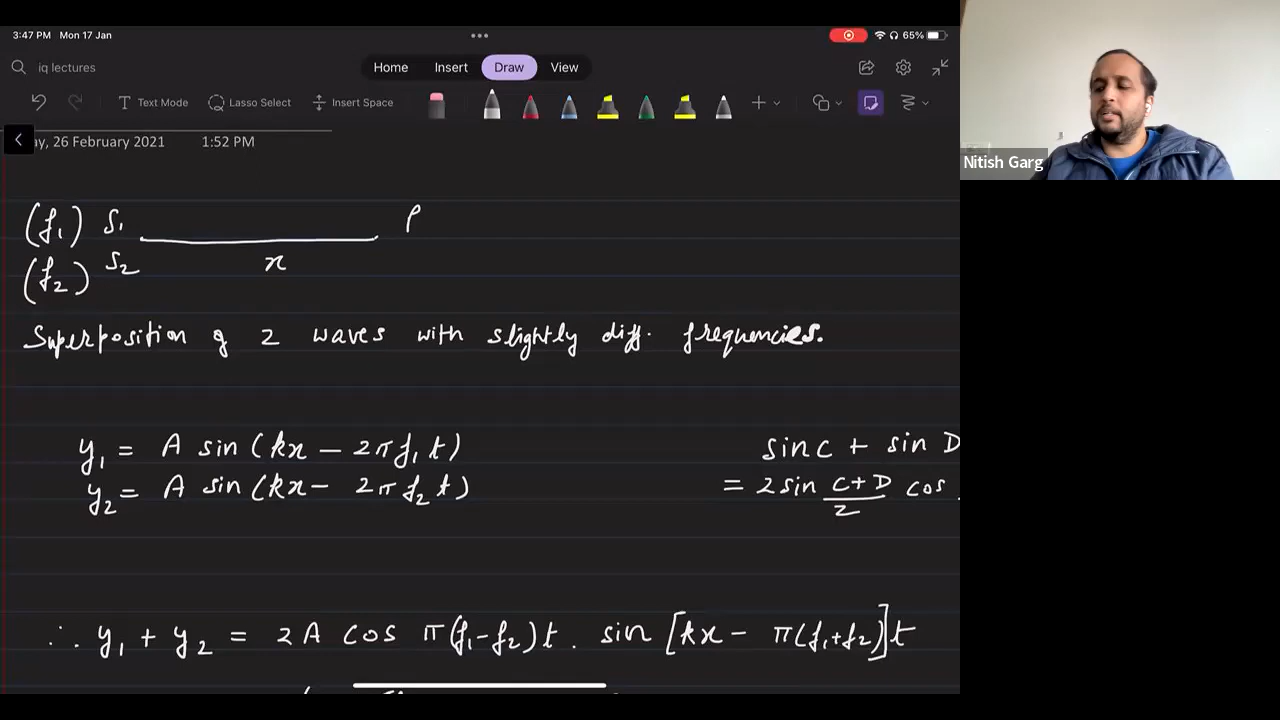 3:47 PM Mon 17 Jan
65%
iq lectures
Home Insert Draw View
Text Mode Lasso Select Insert Space
ay, 26 February 2021 1:52 PM
Nitish Garg
(f₁) S₁ P
(f₂) S₂ x
Superposition of 2 waves with slightly diff. frequencies.
y₁ = A sin(kx − 2πf₁t)
sinC + sin D
y₂ = A sin(kx − 2πf₂t)
= 2sin C+D/2 cos
∴ y₁ + y₂ = 2A cos π(f₁−f₂)t . sin [kx − π(f₁+f₂)]t